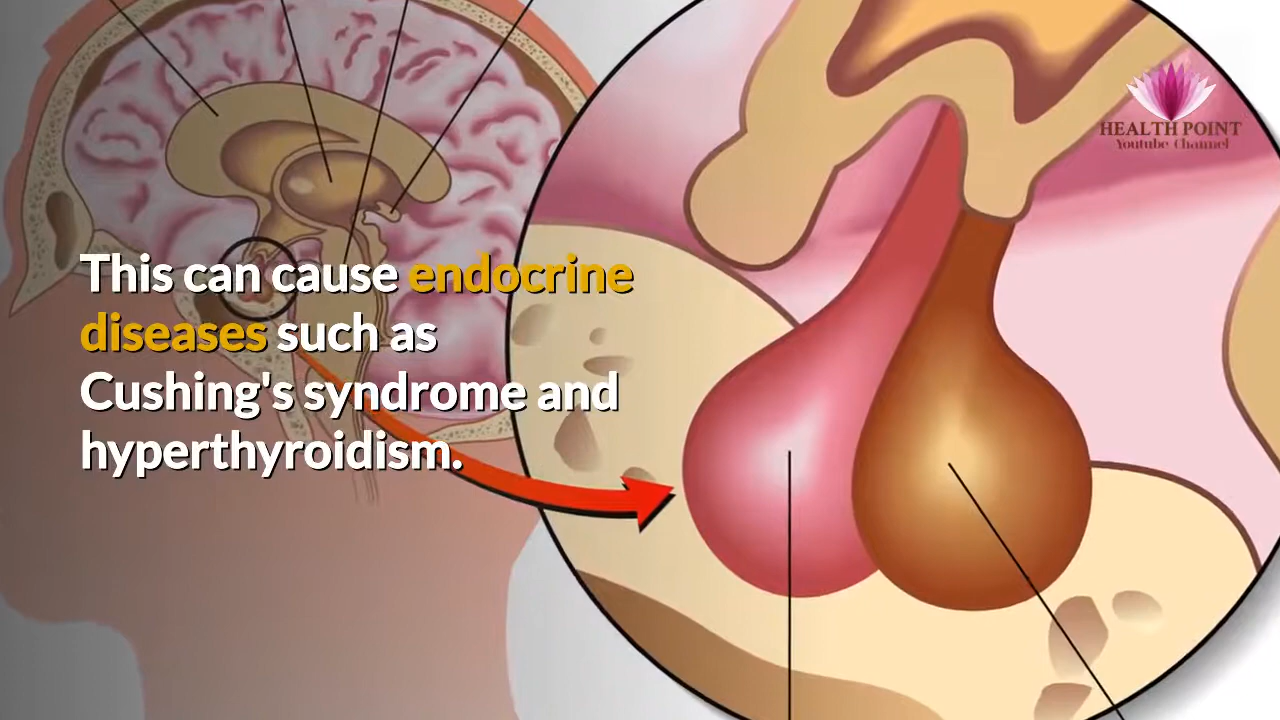 HEALTH POINT
Youtube Channel
This can cause endocrine
diseases such as
Cushing's syndrome and
hyperthyroidism.